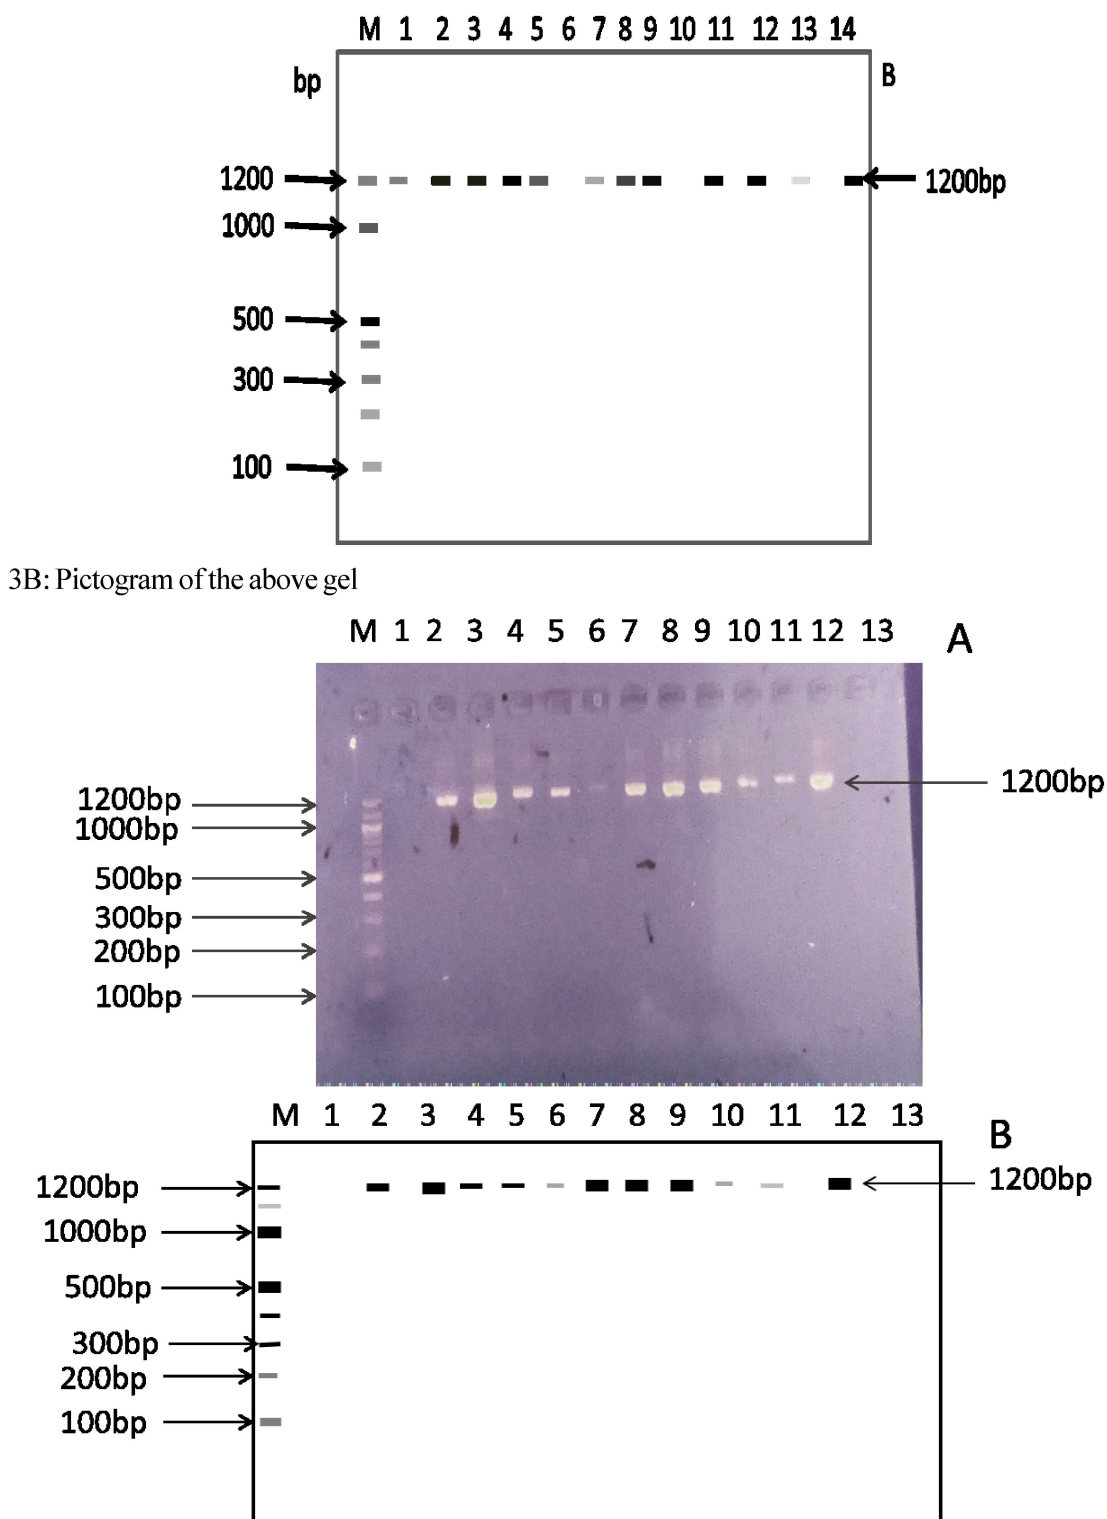 M 1 2 3 4 5 6 7 8 9 10 11 12 13 14
bp
B
1200
1200bp
1000
500
300
100
3B: Pictogram of the above gel
M 1 2 3 4 5 6 7 8 9 10 11 12 13
A
1200bp
1200bp
1000bp
500bp
300bp
200bp
100bp
M 1 2 3 4 5 6 7 8 9 10 11 12 13
B
1200bp
1200bp
1000bp
500bp
300bp
200bp
100bp